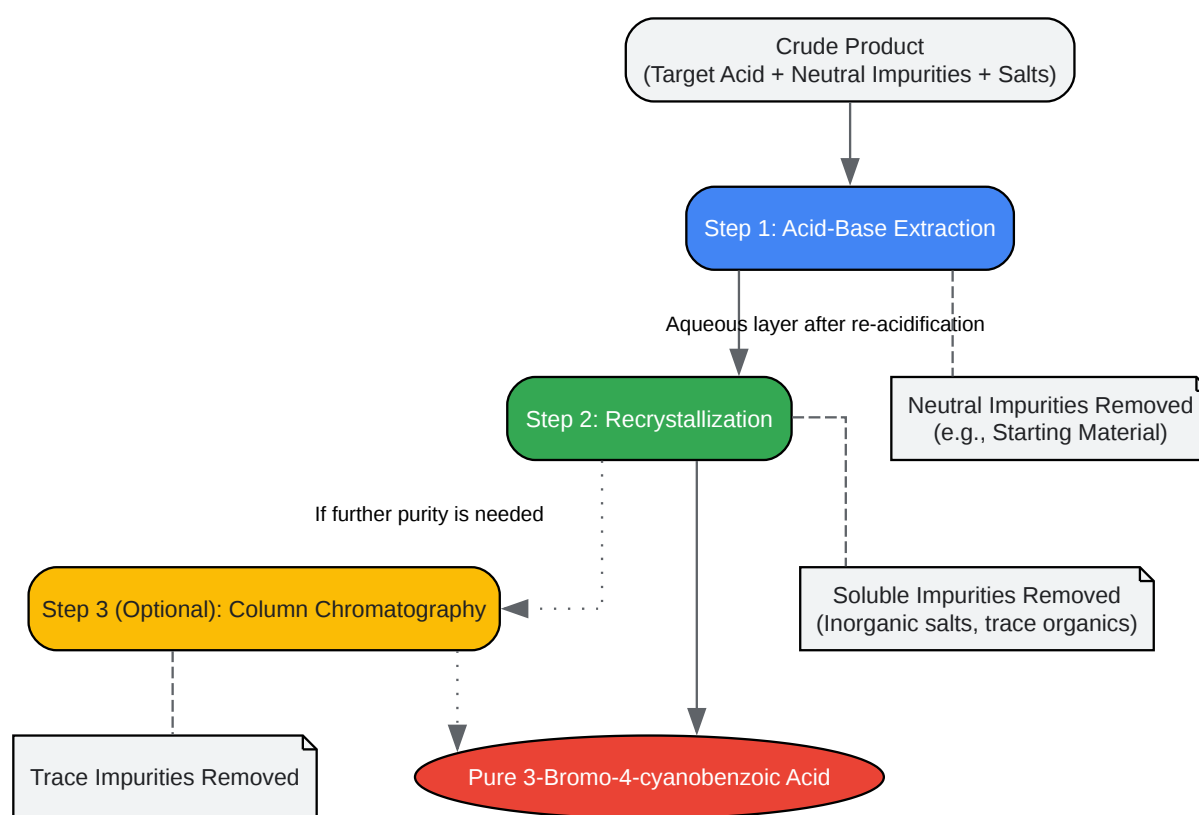 Crude Product
(Target Acid + Neutral Impurities + Salts)
Step 1: Acid-Base Extraction
Aqueous layer after re-acidification
Step 2: Recrystallization
Neutral Impurities Removed
(e.g., Starting Material)
If further purity is needed
Step 3 (Optional): Column Chromatography
Soluble Impurities Removed
(Inorganic salts, trace organics)
Trace Impurities Removed
Pure 3-Bromo-4-cyanobenzoic Acid